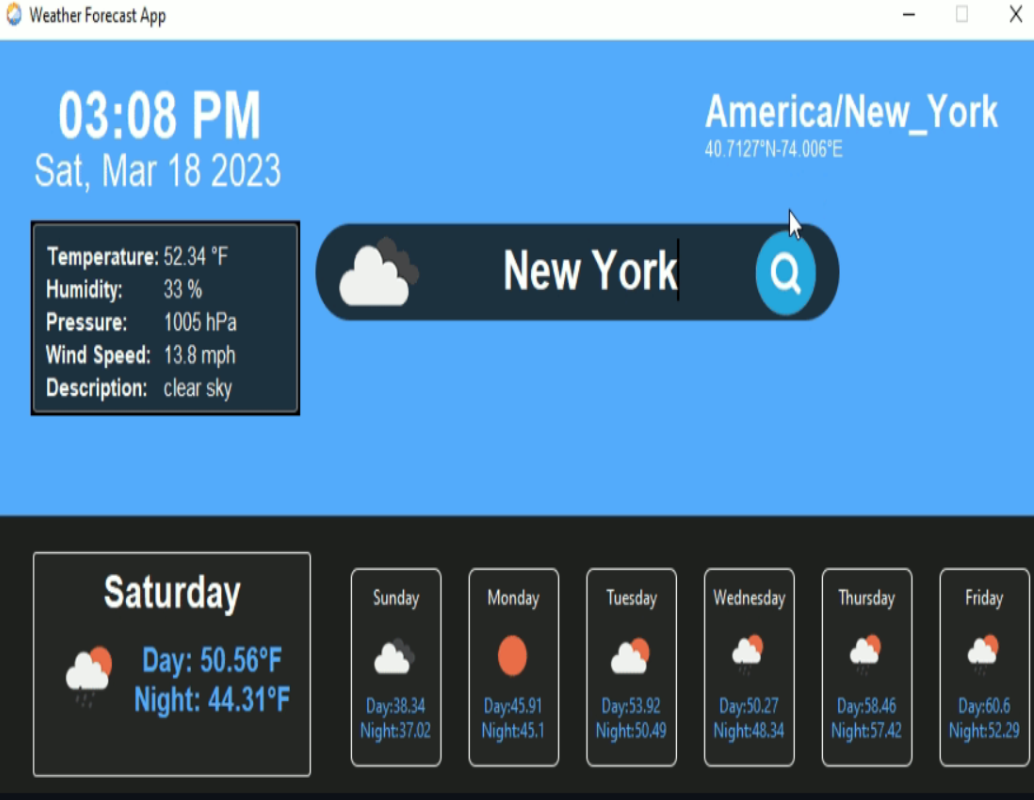 Weather Forecast App
03:08 PM
Sat, Mar 18 2023
America/New_York
40.7127°N-74.006°E
Temperature: 52.34 °F
Humidity: 33 %
Pressure: 1005 hPa
Wind Speed: 13.8 mph
Description: clear sky
New York
Saturday
Day: 50.56°F
Night: 44.31°F
Sunday
Day:38.34
Night:37.02
Monday
Day:45.91
Night:45.1
Tuesday
Day:53.92
Night:50.49
Wednesday
Day:50.27
Night:48.34
Thursday
Day:58.46
Night:57.42
Friday
Day:60.6
Night:52.29